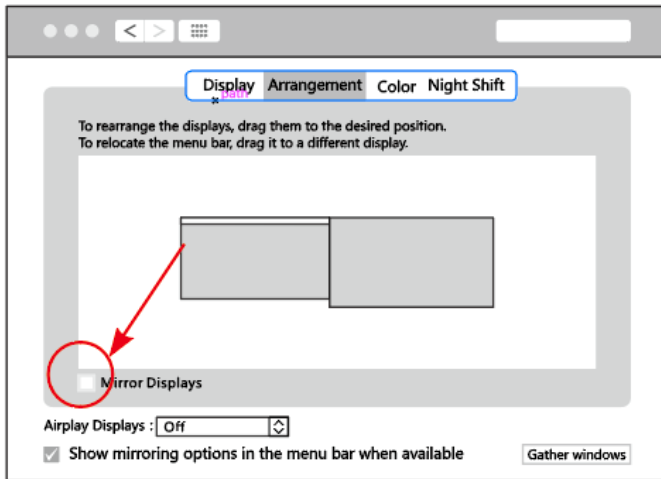 Display Arrangement Color Night Shift
path
To rearrange the displays, drag them to the desired position.
To relocate the menu bar, drag it to a different display.
Mirror Displays
Airplay Displays : Off
Show mirroring options in the menu bar when available
Gather windows